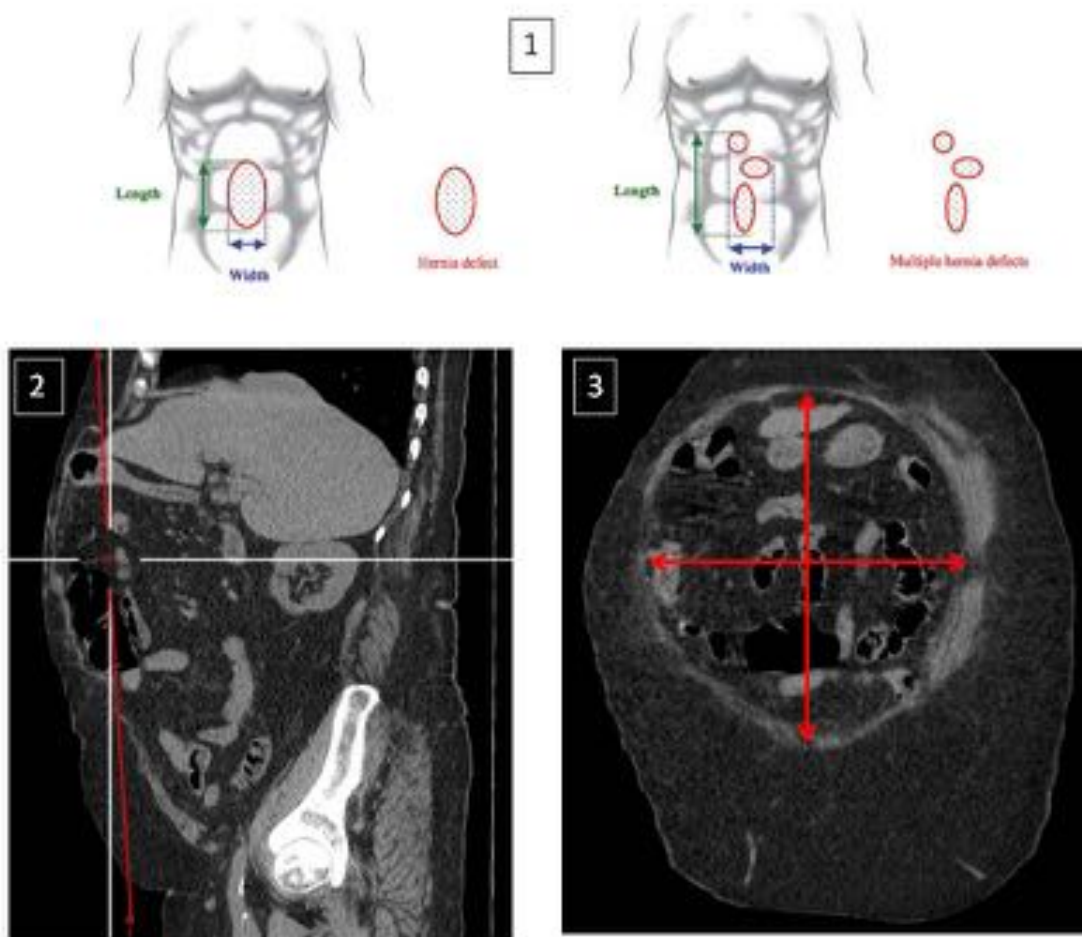 1
Length
Width
Hernia defect
Length
Width
Multiple hernia defects
2
3